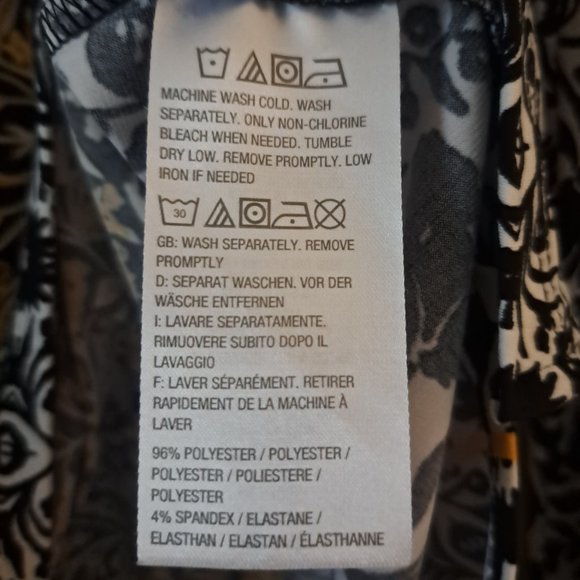 MACHINE WASH COLD. WASH
SEPARATELY. ONLY NON-CHLORINE
BLEACH WHEN NEEDED. TUMBLE
DRY LOW. REMOVE PROMPTLY. LOW
IRON IF NEEDED
30
GB: WASH SEPARATELY. REMOVE
PROMPTLY
D: SEPARAT WASCHEN. VOR DER
WÄSCHE ENTFERNEN
I: LAVARE SEPARATAMENTE.
RIMUOVERE SUBITO DOPO IL
LAVAGGIO
F: LAVER SÉPARÉMENT. RETIRER
RAPIDEMENT DE LA MACHINE À
LAVER
96% POLYESTER / POLYESTER /
POLYESTER / POLIESTERE /
POLYESTER
4% SPANDEX / ELASTANE /
ELASTHAN / ELASTAN / ÉLASTHANNE